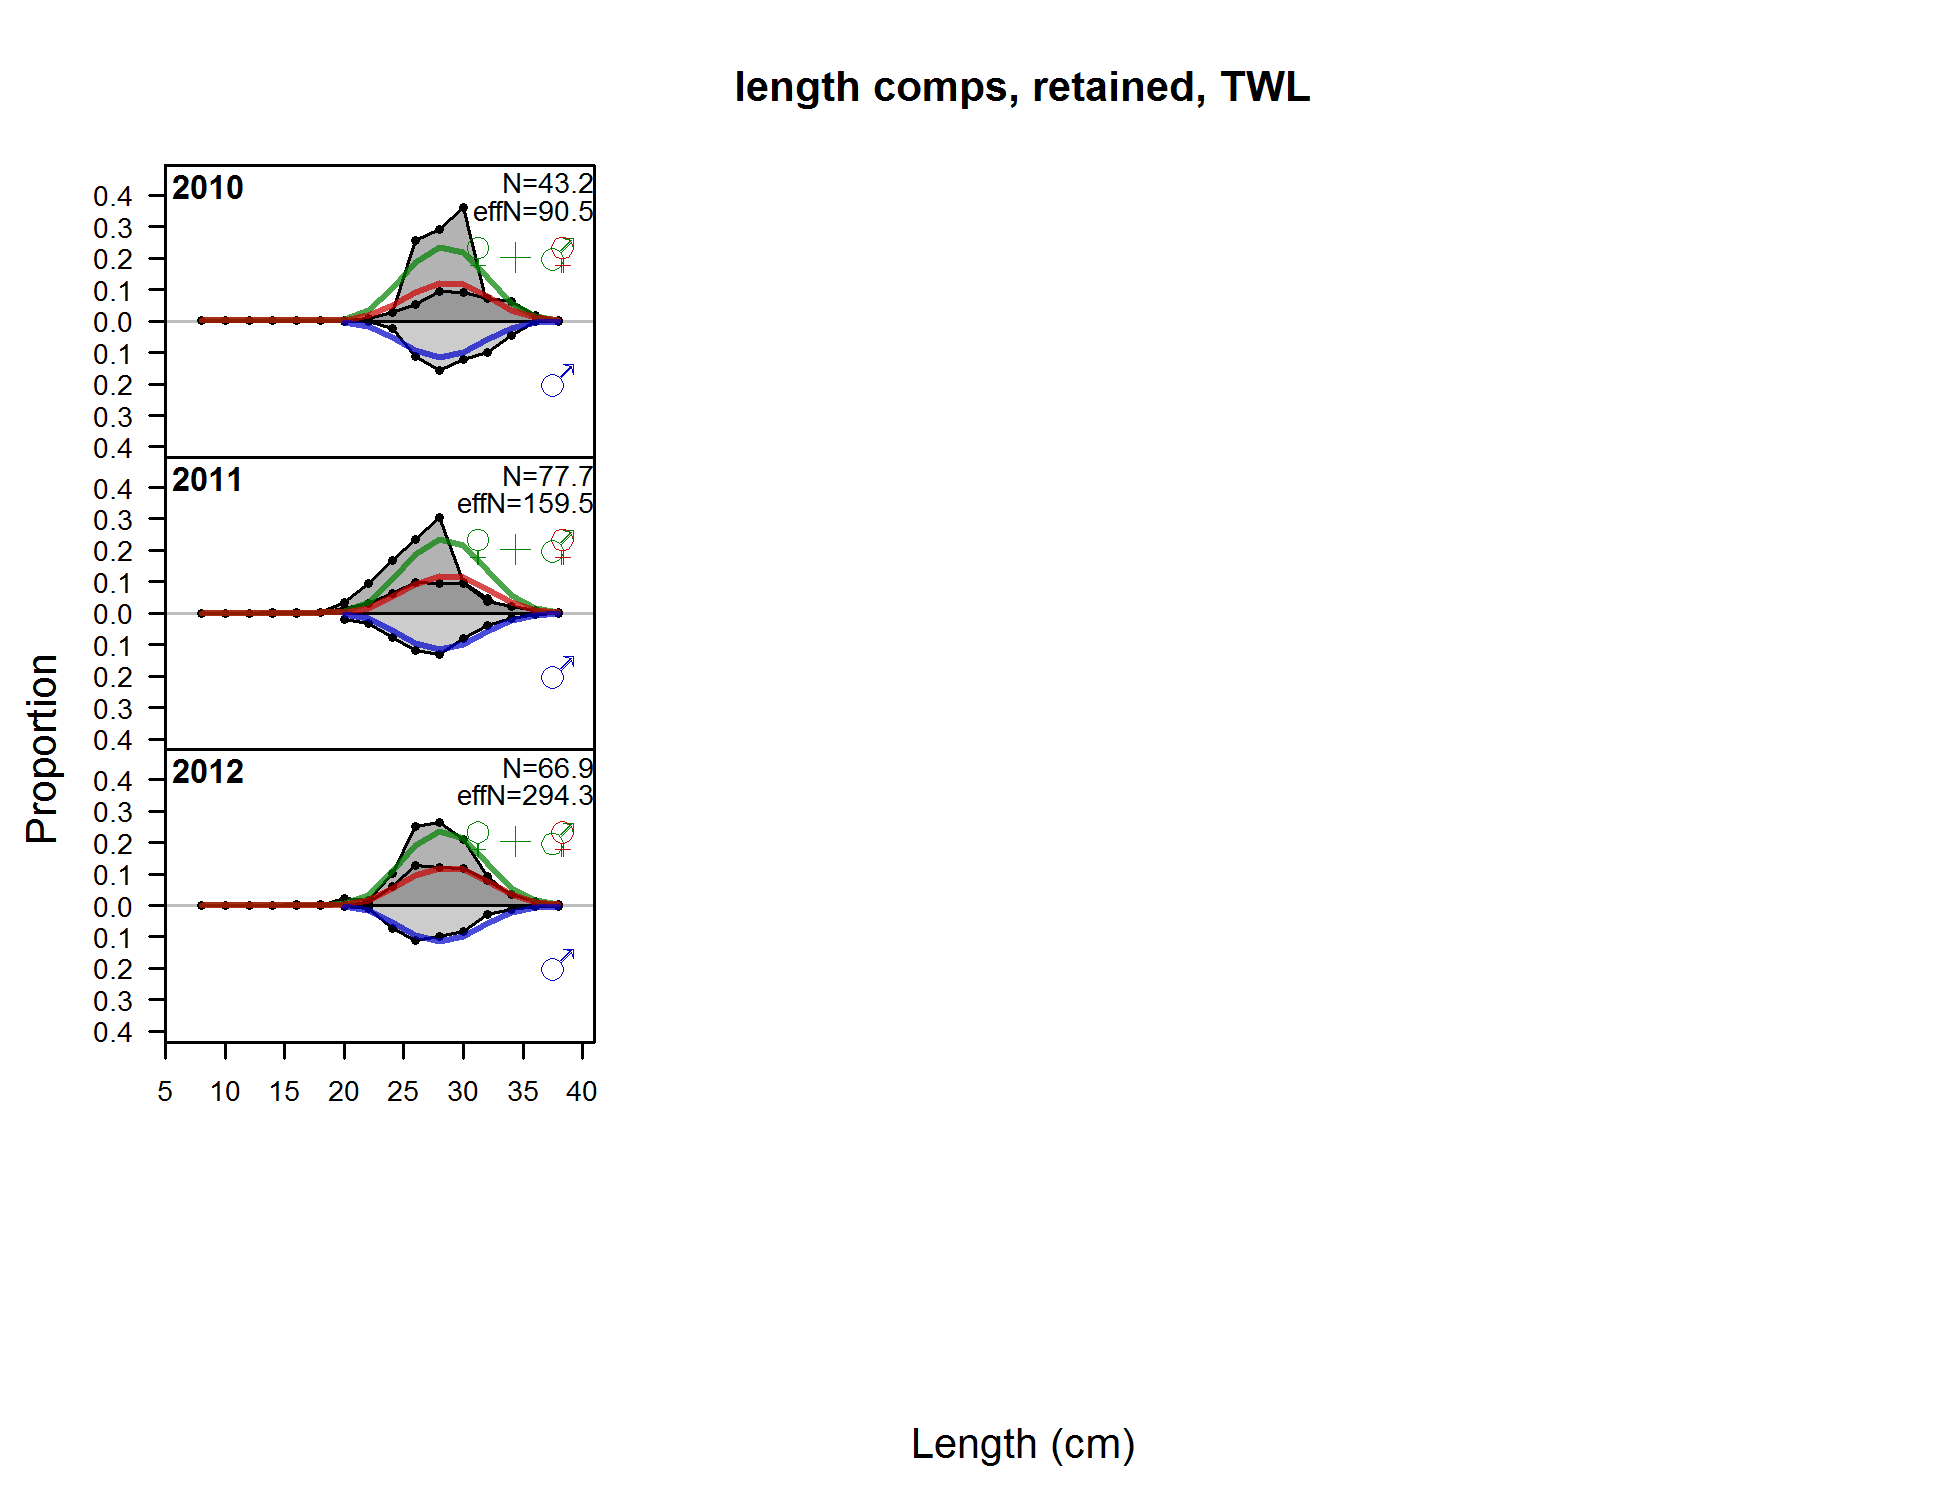 length comps, retained, TWL
2010
N=43.2
effN=90.5
0.4
0.3
0.2
0.1
0.0
0.1
0.2
0.3
0.4
♀ + ♂♀
♂
2011
N=77.7
effN=159.5
0.4
0.3
0.2
0.1
0.0
0.1
0.2
0.3
0.4
♀ + ♂♀
♂
2012
N=66.9
effN=294.3
0.4
0.3
0.2
0.1
0.0
0.1
0.2
0.3
0.4
♀ + ♂♀
♂
5 10 15 20 25 30 35 40
Proportion
Length (cm)